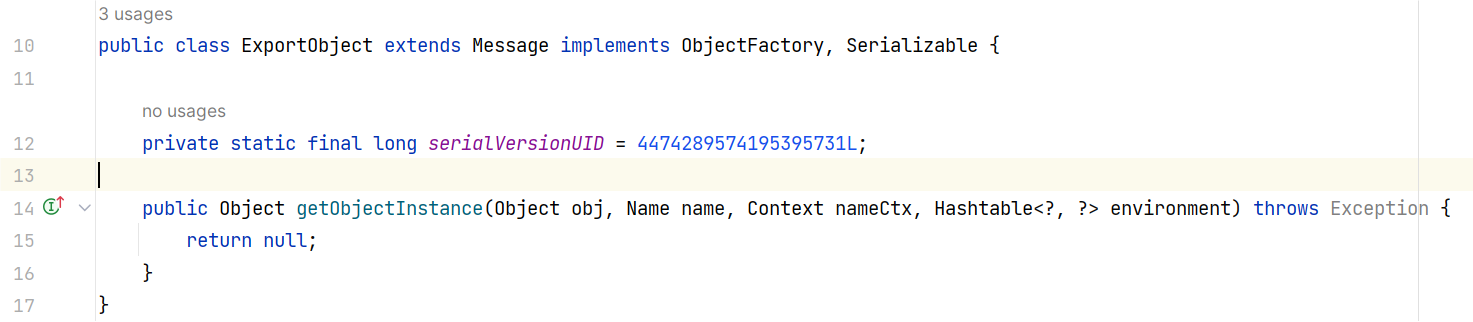 3 usages
10 public class ExportObject extends Message implements ObjectFactory, Serializable {
11
no usages
12 private static final long serialVersionUID = 4474289574195395731L;
13
14 public Object getObjectInstance(Object obj, Name name, Context nameCtx, Hashtable<?, ?> environment) throws Exception {
15 return null;
16 }
17 }